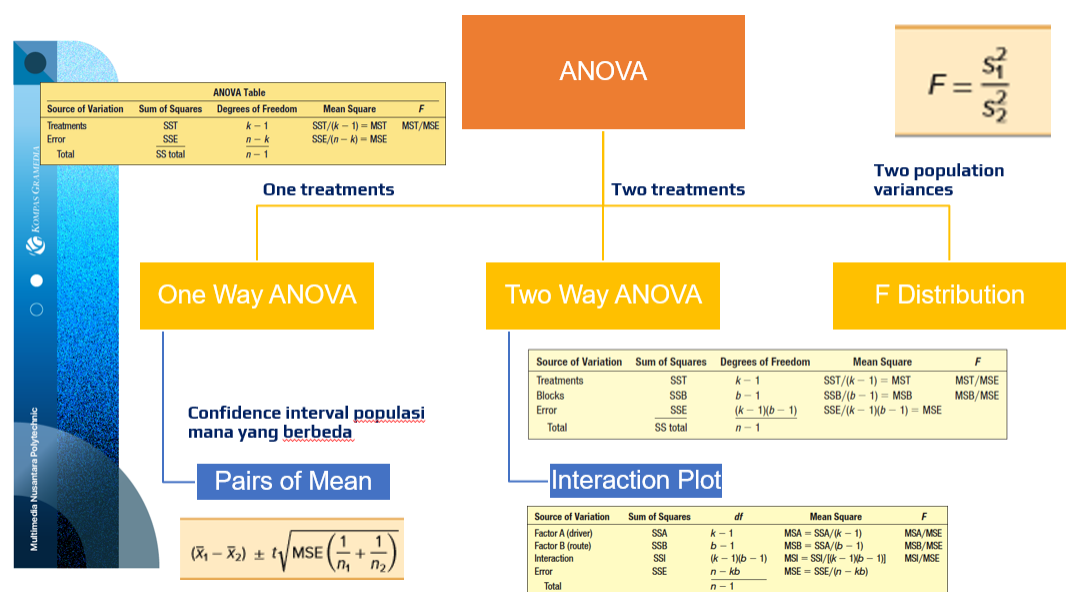 ANOVA
F = s₁²/s₂²
ANOVA Table
Source of Variation Sum of Squares Degrees of Freedom Mean Square F
Treatments SST k − 1 SST/(k − 1) = MST MST/MSE
Error SSE n − k SSE/(n − k) = MSE
Total SS total n − 1
One treatments
Two treatments
Two population
variances
One Way ANOVA
Two Way ANOVA
F Distribution
Source of Variation Sum of Squares Degrees of Freedom Mean Square F
Treatments SST k − 1 SST/(k − 1) = MST MST/MSE
Blocks SSB b − 1 SSB/(b − 1) = MSB MSB/MSE
Error SSE (k − 1)(b − 1) SSE/(k − 1)(b − 1) = MSE
Total SS total n − 1
Confidence interval populasi
mana yang berbeda
Pairs of Mean
(x̄₁ − x̄₂) ± t√MSE(1/n₁ + 1/n₂)
Interaction Plot
Source of Variation Sum of Squares df Mean Square F
Factor A (driver) SSA k − 1 MSA = SSA/(k − 1) MSA/MSE
Factor B (route) SSB b − 1 MSB = SSA/(b − 1) MSB/MSE
Interaction SSI (k − 1)(b − 1) MSI = SSI/[(k − 1)(b − 1)] MSI/MSE
Error SSE n − kb MSE = SSE/(n − kb)
Total n − 1
KOMPAS GRAMEDIA
Multimedia Nusantara Polytechnic